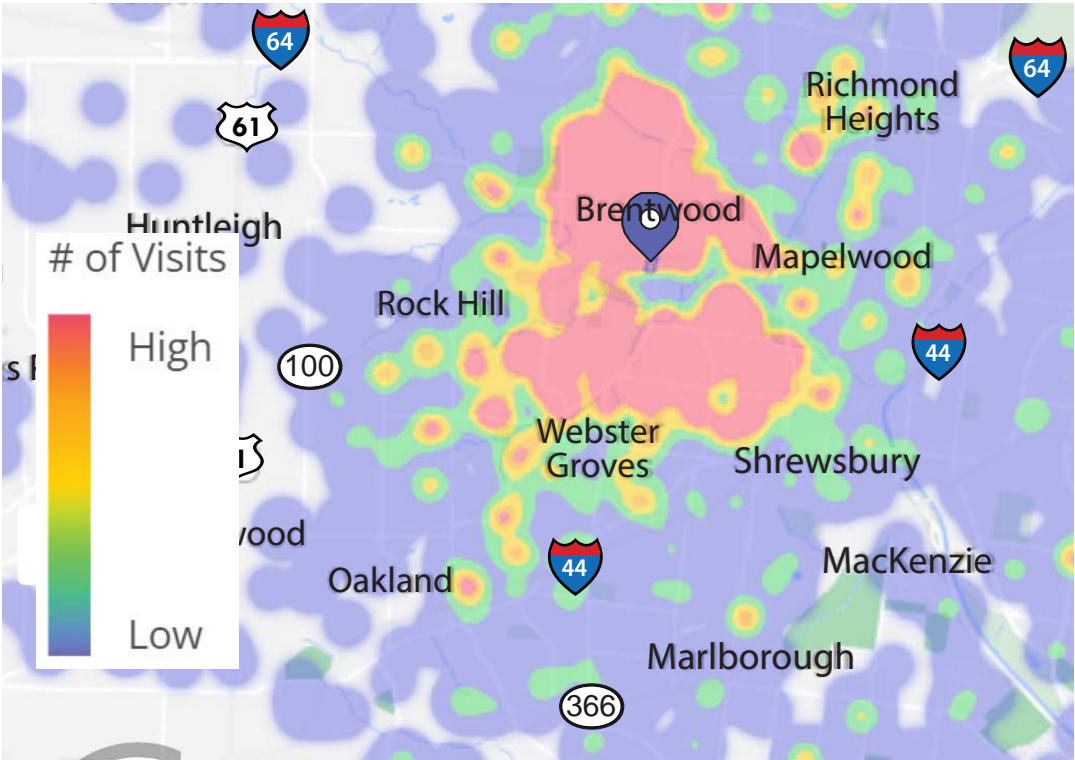 64
64
Richmond
Heights
61
Brentwood
Huntleigh
# of Visits
Mapelwood
Rock Hill
High
44
100
Webster
Groves
Shrewsbury
wood
MacKenzie
44
Oakland
Low
Marlborough
366